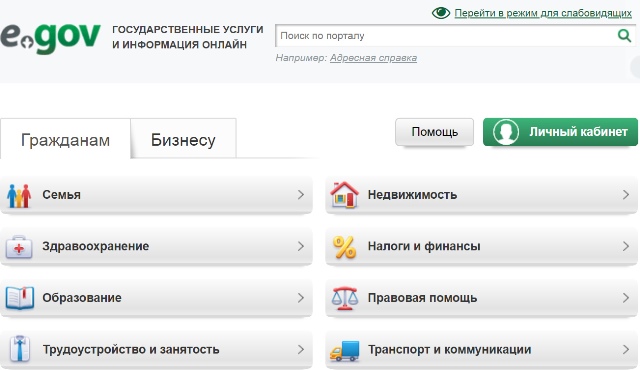 Перейти в режим для слабовидящих
e.gov
ГОСУДАРСТВЕННЫЕ УСЛУГИ
И ИНФОРМАЦИЯ ОНЛАЙН
Поиск по порталу
Например: Адресная справка
Гражданам
Бизнесу
Помощь
Личный кабинет
Семья
Недвижимость
Здравоохранение
Налоги и финансы
Образование
Правовая помощь
Трудоустройство и занятость
Транспорт и коммуникации